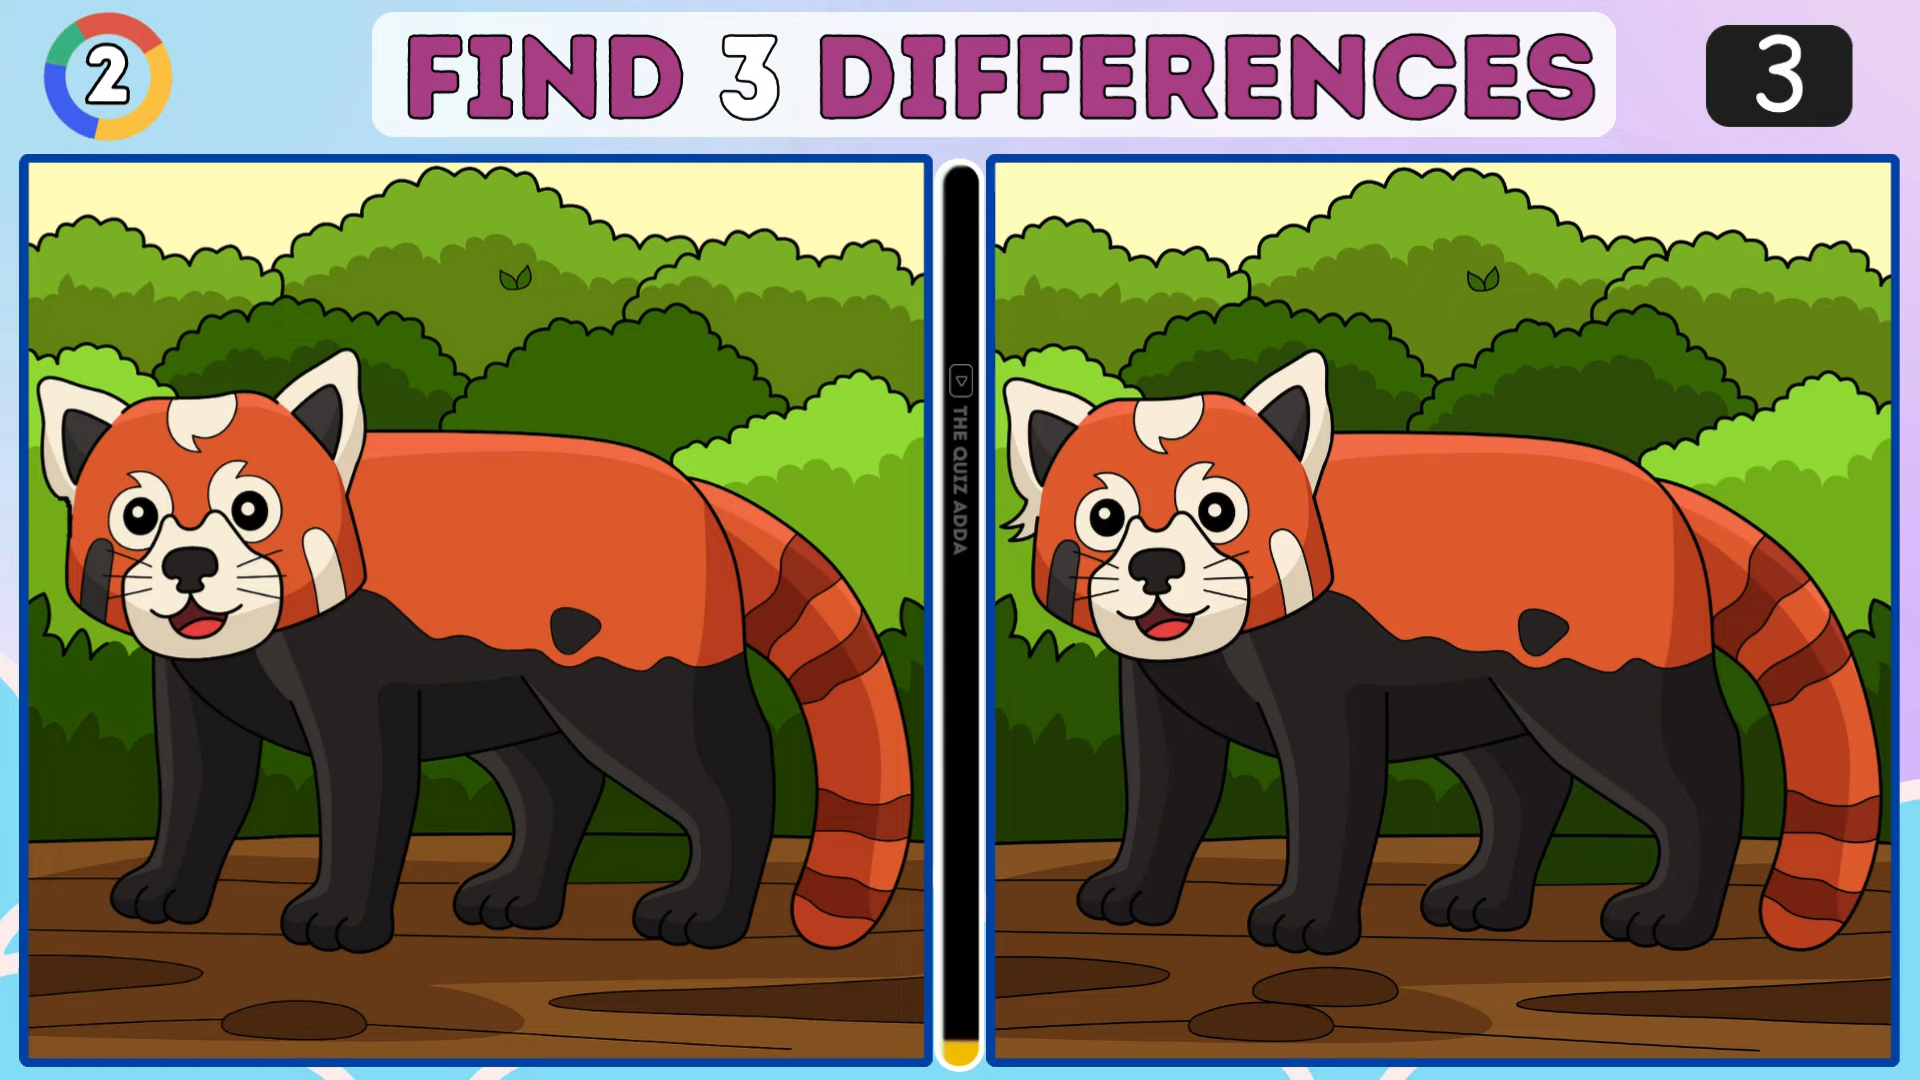 2
FIND 3 DIFFERENCES
3
THE QUIZ ADDA